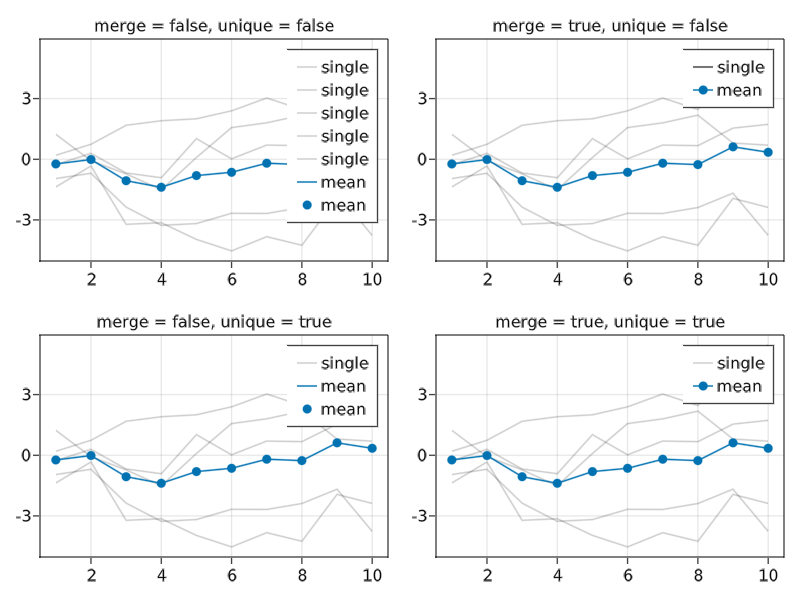 merge = false, unique = false
single
single
single
single
single
mean
mean
3
0
-3
2
4
6
8
10
merge = true, unique = false
single
mean
3
0
-3
2
4
6
8
10
merge = false, unique = true
single
mean
mean
3
0
-3
2
4
6
8
10
merge = true, unique = true
single
mean
3
0
-3
2
4
6
8
10